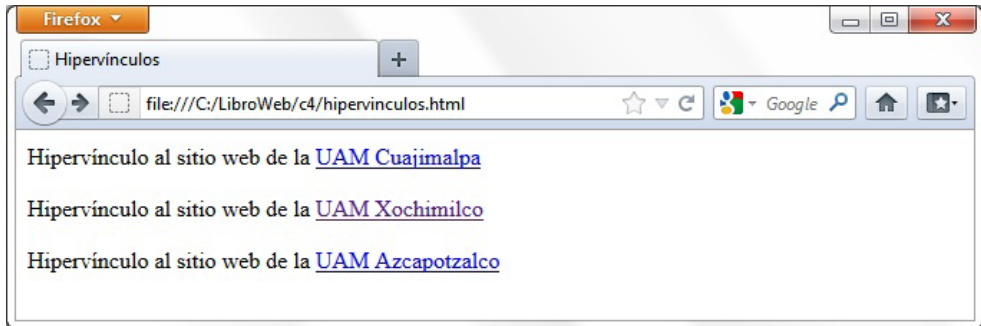 Firefox
Hipervínculos
file:///C:/LibroWeb/c4/hipervinculos.html
Google
Hipervínculo al sitio web de la UAM Cuajimalpa
Hipervínculo al sitio web de la UAM Xochimilco
Hipervínculo al sitio web de la UAM Azcapotzalco